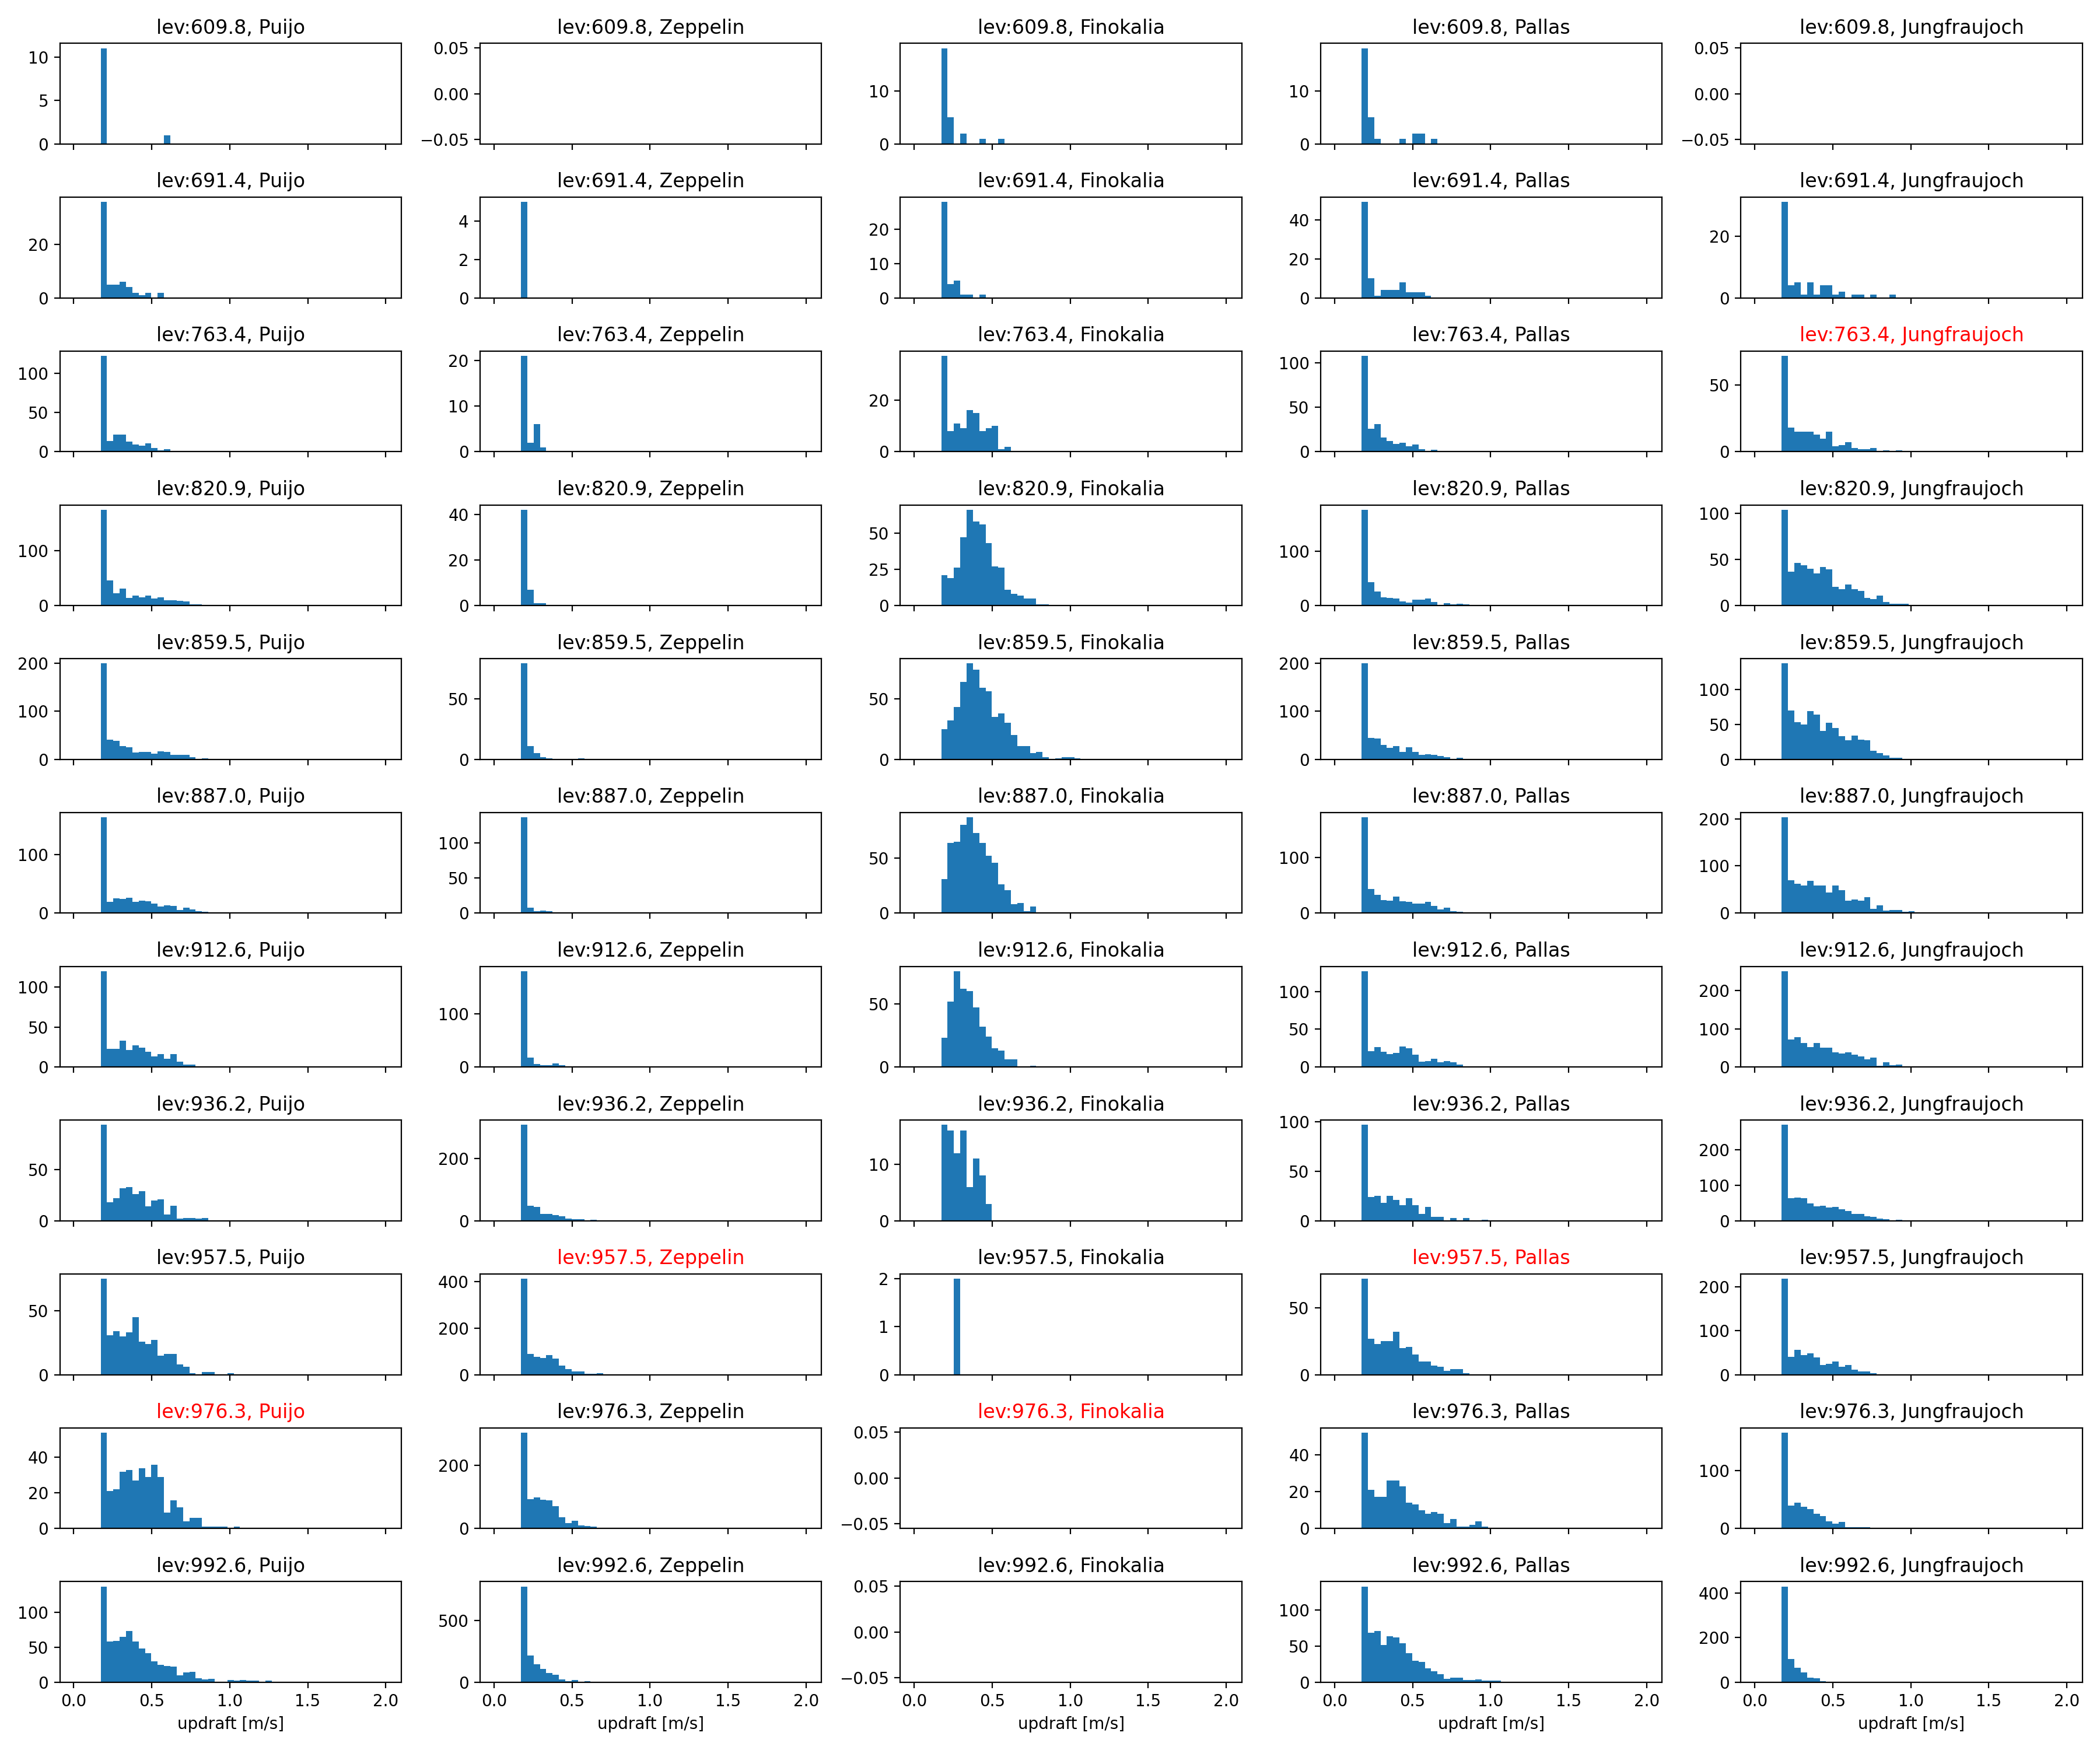 lev:609.8, Puijo lev:609.8, Zeppelin lev:609.8, Finokalia lev:609.8, Pallas lev:609.8, Jungfraujoch
10 5 0 0.05 0.00 −0.05 10 0 10 0 0.05 0.00 −0.05
lev:691.4, Puijo lev:691.4, Zeppelin lev:691.4, Finokalia lev:691.4, Pallas lev:691.4, Jungfraujoch
20 0 4 2 0 20 10 0 40 20 0 20 0
lev:763.4, Puijo lev:763.4, Zeppelin lev:763.4, Finokalia lev:763.4, Pallas lev:763.4, Jungfraujoch
100 50 0 20 10 0 20 0 100 50 0 50 0
lev:820.9, Puijo lev:820.9, Zeppelin lev:820.9, Finokalia lev:820.9, Pallas lev:820.9, Jungfraujoch
100 0 40 20 0 50 25 0 100 0 100 50 0
lev:859.5, Puijo lev:859.5, Zeppelin lev:859.5, Finokalia lev:859.5, Pallas lev:859.5, Jungfraujoch
200 100 0 50 0 50 0 200 100 0 100 50 0
lev:887.0, Puijo lev:887.0, Zeppelin lev:887.0, Finokalia lev:887.0, Pallas lev:887.0, Jungfraujoch
100 0 100 50 0 50 0 100 0 200 100 0
lev:912.6, Puijo lev:912.6, Zeppelin lev:912.6, Finokalia lev:912.6, Pallas lev:912.6, Jungfraujoch
100 50 0 100 0 50 0 100 50 0 200 100 0
lev:936.2, Puijo lev:936.2, Zeppelin lev:936.2, Finokalia lev:936.2, Pallas lev:936.2, Jungfraujoch
50 0 200 0 10 0 100 50 0 200 100 0
lev:957.5, Puijo lev:957.5, Zeppelin lev:957.5, Finokalia lev:957.5, Pallas lev:957.5, Jungfraujoch
50 0 400 200 0 2 1 0 50 0 200 100 0
lev:976.3, Puijo lev:976.3, Zeppelin lev:976.3, Finokalia lev:976.3, Pallas lev:976.3, Jungfraujoch
40 20 0 200 0 0.05 0.00 −0.05 40 20 0 100 0
lev:992.6, Puijo lev:992.6, Zeppelin lev:992.6, Finokalia lev:992.6, Pallas lev:992.6, Jungfraujoch
100 50 0 500 0 0.05 0.00 −0.05 100 50 0 400 200 0
0.0 0.5 1.0 1.5 2.0 0.0 0.5 1.0 1.5 2.0 0.0 0.5 1.0 1.5 2.0 0.0 0.5 1.0 1.5 2.0 0.0 0.5 1.0 1.5 2.0
updraft [m/s] updraft [m/s] updraft [m/s] updraft [m/s] updraft [m/s]